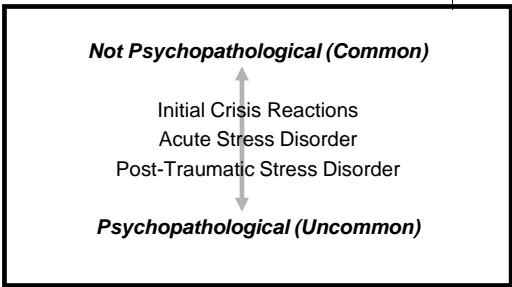 Not Psychopathological (Common)
Initial Crisis Reactions
Acute Stress Disorder
Post-Traumatic Stress Disorder
Psychopathological (Uncommon)